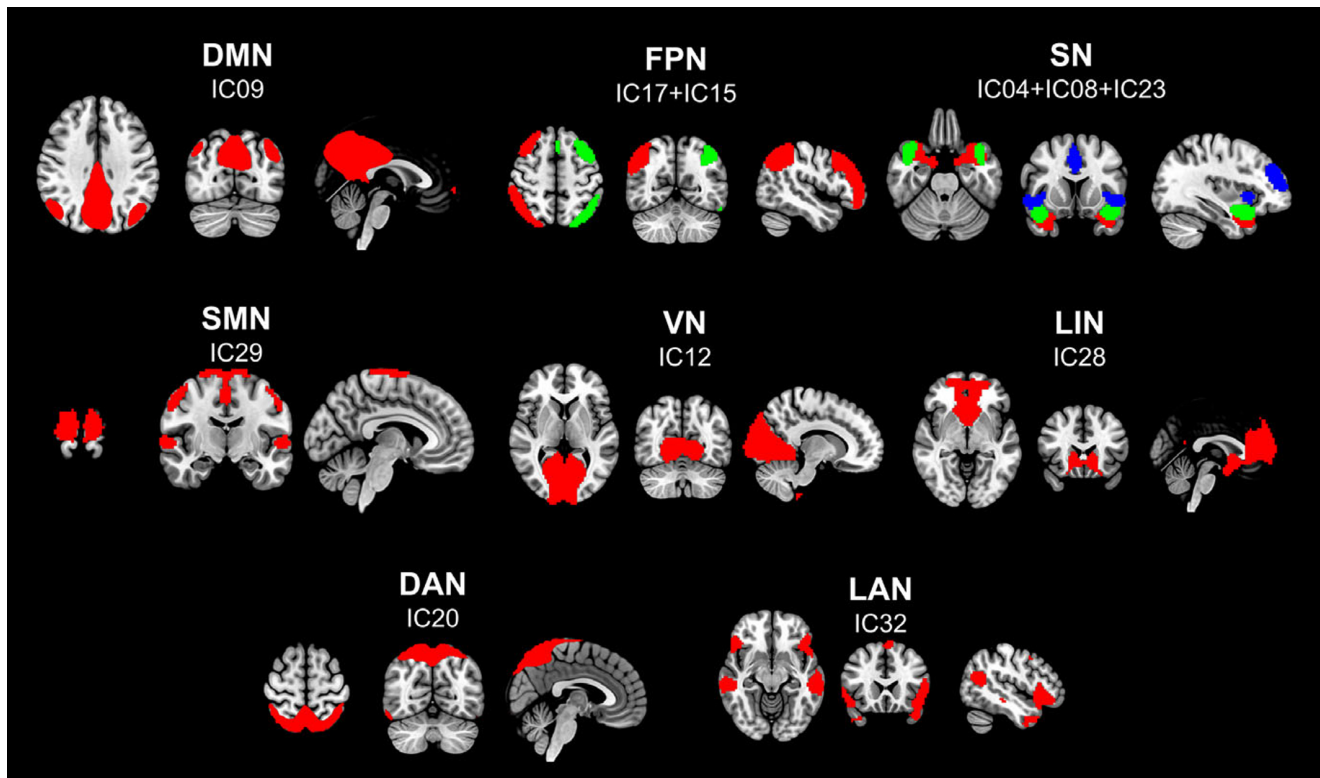 DMN
IC09
FPN
IC17+IC15
SN
IC04+IC08+IC23
SMN
IC29
VN
IC12
LIN
IC28
DAN
IC20
LAN
IC32